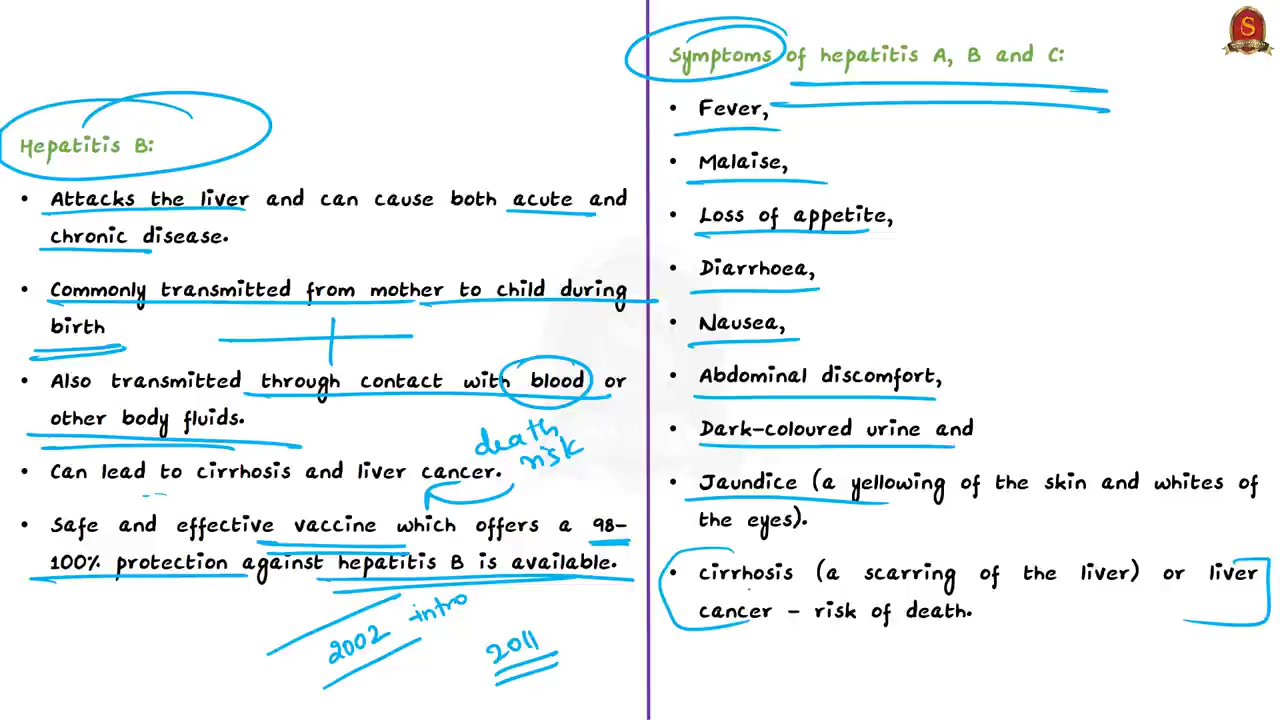 Hepatitis B:
• Attacks the liver and can cause both acute and
chronic disease.
• Commonly transmitted from mother to child during
birth
• Also transmitted through contact with blood or
other body fluids.
death
risk
• Can lead to cirrhosis and liver cancer.
• Safe and effective vaccine which offers a 98-
100% protection against hepatitis B is available.
2002 -intro
2011
Symptoms of hepatitis A, B and C:
• Fever,
• Malaise,
• Loss of appetite,
• Diarrhoea,
• Nausea,
• Abdominal discomfort,
• Dark-coloured urine and
• Jaundice (a yellowing of the skin and whites of
the eyes).
• cirrhosis (a scarring of the liver) or liver
cancer – risk of death.
S